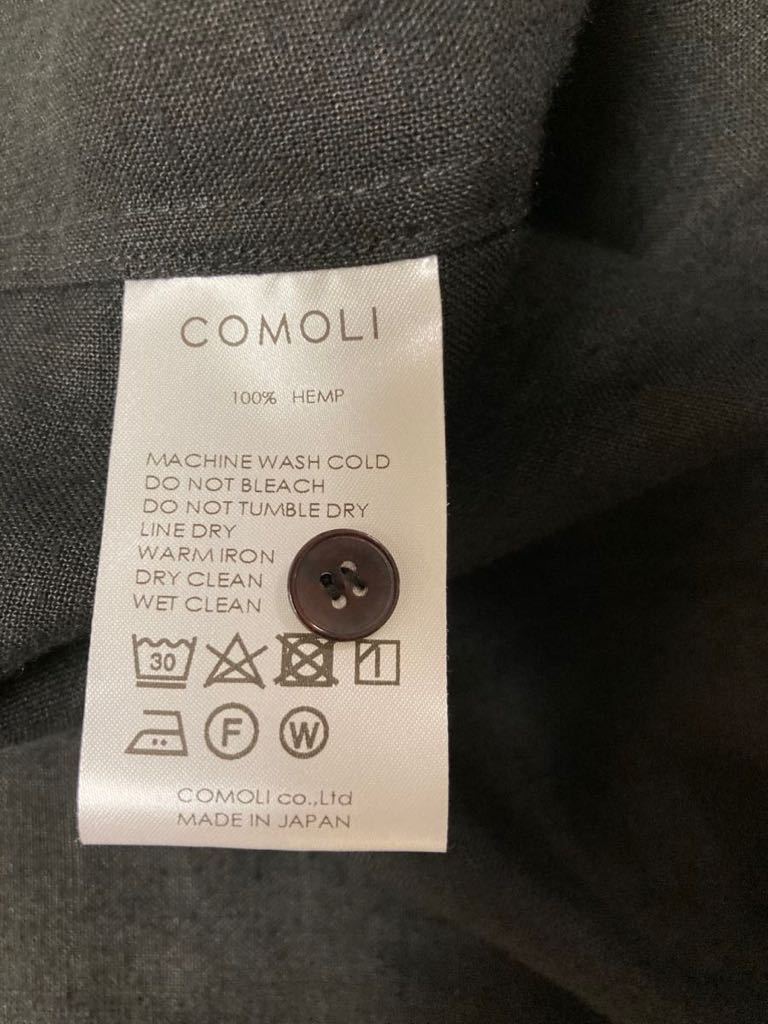 COMOLI
100% HEMP
MACHINE WASH COLD
DO NOT BLEACH
DO NOT TUMBLE DRY
LINE DRY
WARM IRON
DRY CLEAN
WET CLEAN
30
F W
COMOLI co.,Ltd
MADE IN JAPAN